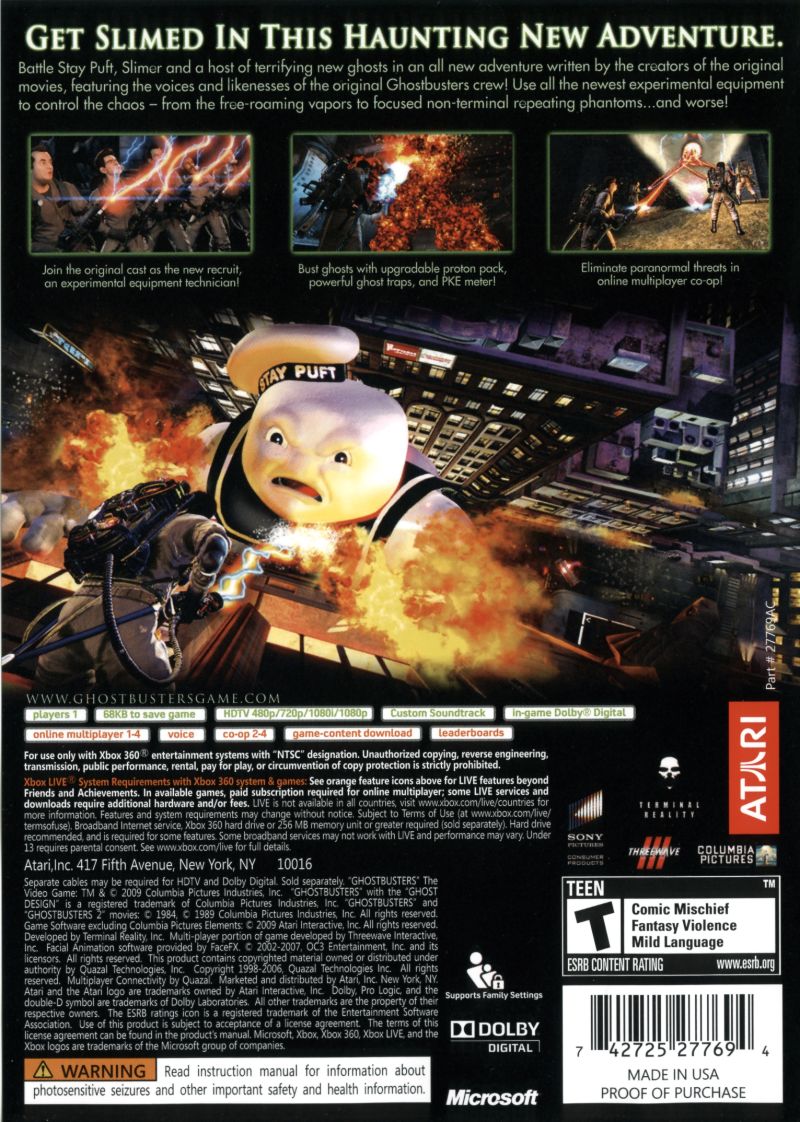 GET SLIMED IN THIS HAUNTING NEW ADVENTURE.
Battle Stay Puft, Slimer and a host of terrifying new ghosts in an all new adventure written by the creators of the original
movies, featuring the voices and likenesses of the original Ghostbusters crew! Use all the newest experimental equipment
to control the chaos – from the free-roaming vapors to focused non-terminal repeating phantoms...and worse!
Join the original cast as the new recruit,
an experimental equipment technician!
Bust ghosts with upgradable proton pack,
powerful ghost traps, and PKE meter!
Eliminate paranormal threats in
online multiplayer co-op!
STAY PUFT
Part # 27769AC
WWW.GHOSTBUSTERSGAME.COM
players 1
68KB to save game
HDTV 480p/720p/1080i/1080p
Custom Soundtrack
in-game Dolby® Digital
online multiplayer 1-4
voice
co-op 2-4
game-content download
leaderboards
For use only with Xbox 360® entertainment systems with "NTSC" designation. Unauthorized copying, reverse engineering,
transmission, public performance, rental, pay for play, or circumvention of copy protection is strictly prohibited.
Xbox LIVE® System Requirements with Xbox 360 system & games: See orange feature icons above for LIVE features beyond
Friends and Achievements. In available games, paid subscription required for online multiplayer; some LIVE services and
downloads require additional hardware and/or fees. LIVE is not available in all countries, visit www.xbox.com/live/countries for
more information. Features and system requirements may change without notice. Subject to Terms of Use (at www.xbox.com/live/
termsofuse). Broadband Internet service, Xbox 360 hard drive or 256 MB memory unit or greater required (sold separately). Hard drive
recommended, and is required for some features. Some broadband services may not work with LIVE and performance may vary. Under
13 requires parental consent. See www.xbox.com/live for full details.
Atari,Inc. 417 Fifth Avenue, New York, NY 10016
Separate cables may be required for HDTV and Dolby Digital. Sold separately. "GHOSTBUSTERS" The
Video Game: TM & © 2009 Columbia Pictures Industries, Inc. "GHOSTBUSTERS" with the "GHOST
DESIGN" is a registered trademark of Columbia Pictures Industries, Inc. "GHOSTBUSTERS" and
"GHOSTBUSTERS 2" movies: © 1984, © 1989 Columbia Pictures Industries, Inc. All rights reserved.
Game Software excluding Columbia Pictures Elements: © 2009 Atari Interactive, Inc. All rights reserved.
Developed by Terminal Reality, Inc. Multi-player portion of game developed by Threewave Interactive,
Inc. Facial Animation software provided by FaceFX. © 2002-2007, OC3 Entertainment, Inc. and its
licensors. All rights reserved. This product contains copyrighted material owned or distributed under
authority by Quazal Technologies, Inc. Copyright 1998-2006, Quazal Technologies Inc. All rights
reserved. Multiplayer Connectivity by Quazal. Marketed and distributed by Atari, Inc. New York, NY.
Atari and the Atari logo are trademarks owned by Atari Interactive, Inc. Dolby, Pro Logic, and the
double-D symbol are trademarks of Dolby Laboratories. All other trademarks are the property of their
respective owners. The ESRB ratings icon is a registered trademark of the Entertainment Software
Association. Use of this product is subject to acceptance of a license agreement. The terms of this
license agreement can be found in the product's manual. Microsoft, Xbox, Xbox 360, Xbox LIVE, and the
Xbox logos are trademarks of the Microsoft group of companies.
WARNING Read instruction manual for information about
photosensitive seizures and other important safety and health information.
ATARI
TERMINAL
REALITY
SONY
PICTURES
CONSUMER
PRODUCTS
THREEWAVE
COLUMBIA
PICTURES
TEEN TM
T
Comic Mischief
Fantasy Violence
Mild Language
ESRB CONTENT RATING www.esrb.org
Supports Family Settings
DOLBY
DIGITAL
Microsoft
7 42725 27769 4
MADE IN USA
PROOF OF PURCHASE